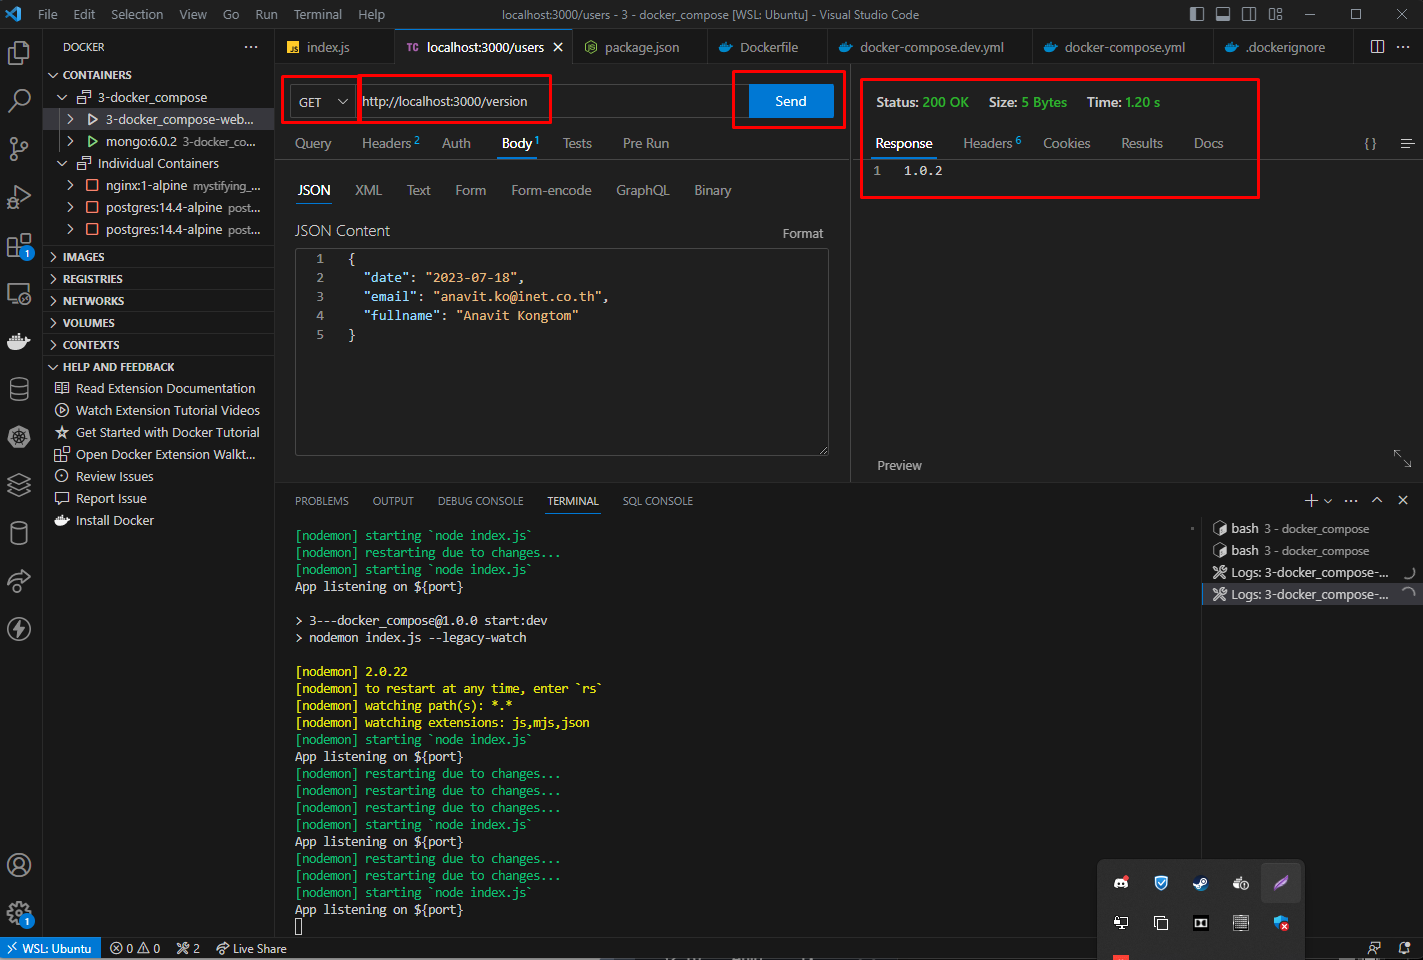 File Edit Selection View Go Run Terminal Help
localhost:3000/users - 3 - docker_compose [WSL: Ubuntu] - Visual Studio Code
DOCKER
CONTAINERS
3-docker_compose
3-docker_compose-web...
mongo:6.0.2 3-docker_co...
Individual Containers
nginx:1-alpine mystifying_...
postgres:14.4-alpine post...
postgres:14.4-alpine post...
IMAGES
REGISTRIES
NETWORKS
VOLUMES
CONTEXTS
HELP AND FEEDBACK
Read Extension Documentation
Watch Extension Tutorial Videos
Get Started with Docker Tutorial
Open Docker Extension Walkt...
Review Issues
Report Issue
Install Docker
JS index.js
TC localhost:3000/users
package.json
Dockerfile
docker-compose.dev.yml
docker-compose.yml
.dockerignore
GET http://localhost:3000/version Send
Query Headers 2 Auth Body 1 Tests Pre Run
JSON XML Text Form Form-encode GraphQL Binary
JSON Content
Format
1 {
2 "date": "2023-07-18",
3 "email": "anavit.ko@inet.co.th",
4 "fullname": "Anavit Kongtom"
5 }
Status: 200 OK Size: 5 Bytes Time: 1.20 s
Response Headers 6 Cookies Results Docs { }
1 1.0.2
Preview
PROBLEMS OUTPUT DEBUG CONSOLE TERMINAL SQL CONSOLE
[nodemon] starting `node index.js`
[nodemon] restarting due to changes...
[nodemon] starting `node index.js`
App listening on ${port}
> 3---docker_compose@1.0.0 start:dev
> nodemon index.js --legacy-watch
[nodemon] 2.0.22
[nodemon] to restart at any time, enter `rs`
[nodemon] watching path(s): *.*
[nodemon] watching extensions: js,mjs,json
[nodemon] starting `node index.js`
App listening on ${port}
[nodemon] restarting due to changes...
[nodemon] restarting due to changes...
[nodemon] restarting due to changes...
[nodemon] starting `node index.js`
App listening on ${port}
[nodemon] restarting due to changes...
[nodemon] restarting due to changes...
[nodemon] starting `node index.js`
App listening on ${port}
bash 3 - docker_compose
bash 3 - docker_compose
Logs: 3-docker_compose-...
Logs: 3-docker_compose-...
1
1
WSL: Ubuntu 0 0 2 Live Share